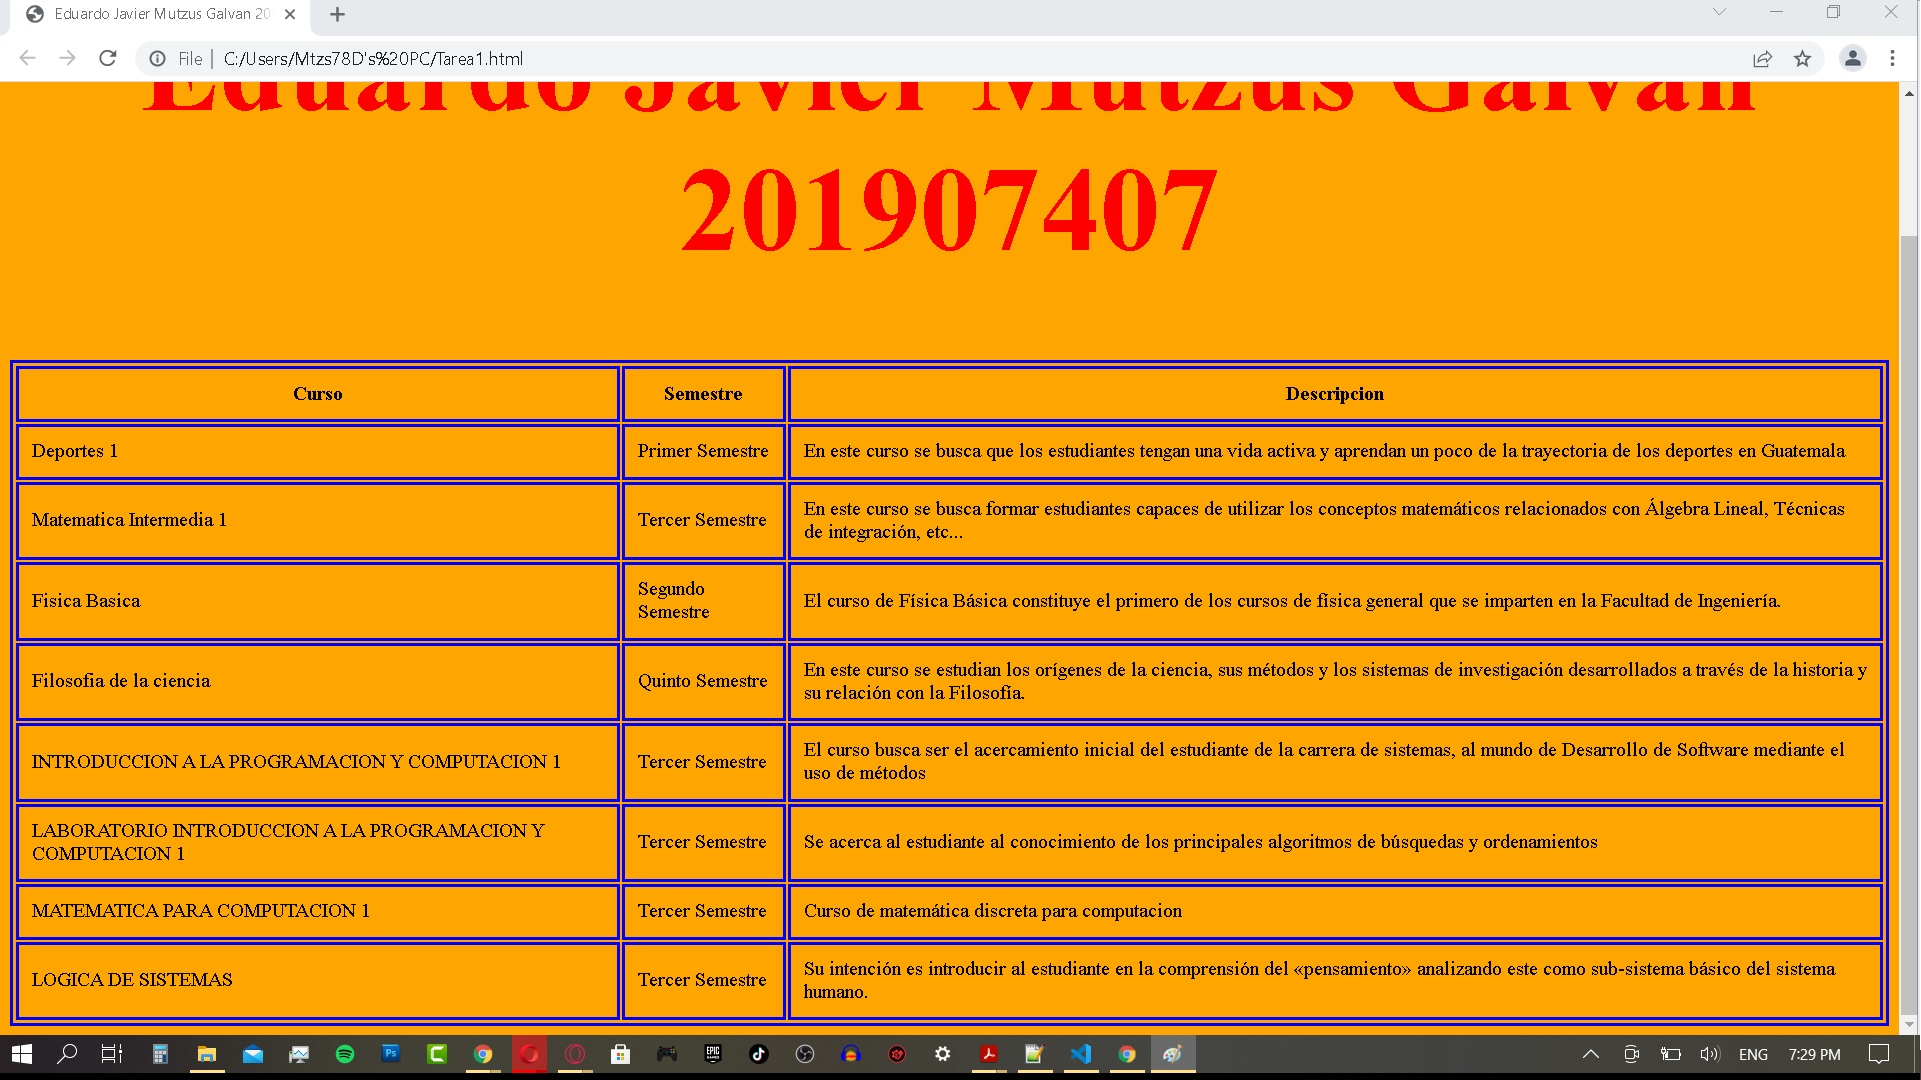 Eduardo Javier Mutzus Galvan 20
File | C:/Users/Mtzs78D's%20PC/Tarea1.html
Eduardo Javier Mutzus Galvan
201907407
Curso Semestre Descripcion
Deportes 1 Primer Semestre En este curso se busca que los estudiantes tengan una vida activa y aprendan un poco de la trayectoria de los deportes en Guatemala
Matematica Intermedia 1 Tercer Semestre En este curso se busca formar estudiantes capaces de utilizar los conceptos matemáticos relacionados con Álgebra Lineal, Técnicas
de integración, etc...
Fisica Basica Segundo
Semestre El curso de Física Básica constituye el primero de los cursos de física general que se imparten en la Facultad de Ingeniería.
Filosofia de la ciencia Quinto Semestre En este curso se estudian los orígenes de la ciencia, sus métodos y los sistemas de investigación desarrollados a través de la historia y
su relación con la Filosofía.
INTRODUCCION A LA PROGRAMACION Y COMPUTACION 1 Tercer Semestre El curso busca ser el acercamiento inicial del estudiante de la carrera de sistemas, al mundo de Desarrollo de Software mediante el
uso de métodos
LABORATORIO INTRODUCCION A LA PROGRAMACION Y
COMPUTACION 1 Tercer Semestre Se acerca al estudiante al conocimiento de los principales algoritmos de búsquedas y ordenamientos
MATEMATICA PARA COMPUTACION 1 Tercer Semestre Curso de matemática discreta para computacion
LOGICA DE SISTEMAS Tercer Semestre Su intención es introducir al estudiante en la comprensión del «pensamiento» analizando este como sub-sistema básico del sistema
humano.
Ps EPIC GAMES ENG 7:29 PM